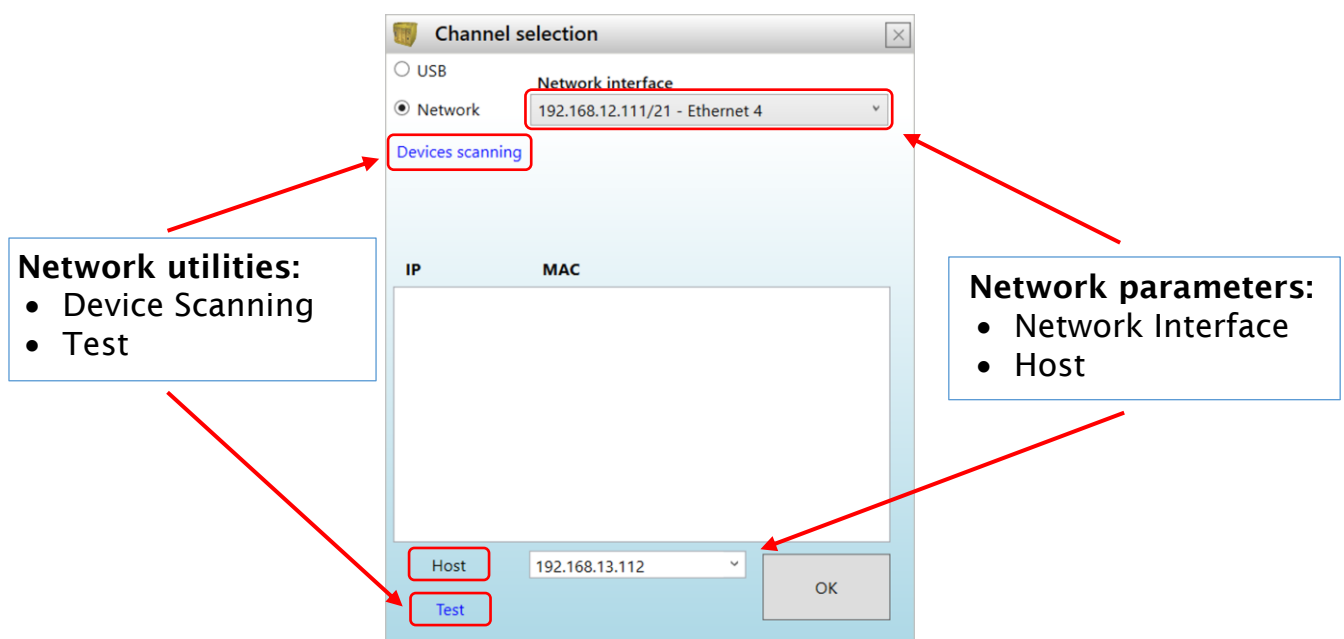 Channel selection
USB
Network interface
Network
192.168.12.111/21 - Ethernet 4
Devices scanning
Network utilities:
• Device Scanning
• Test
IP MAC
Network parameters:
• Network Interface
• Host
Host 192.168.13.112
OK
Test